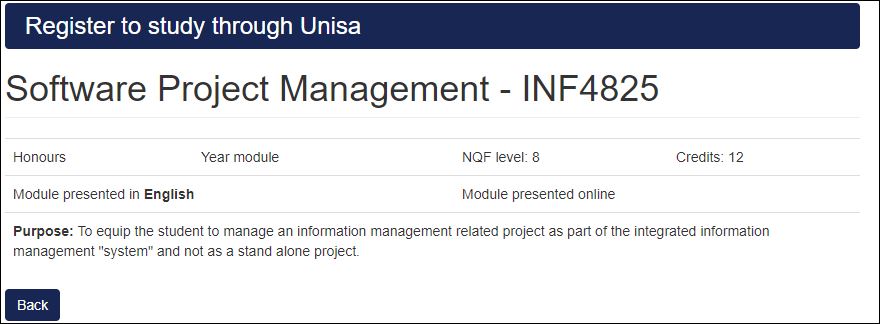 Register to study through Unisa
Software Project Management - INF4825
Honours Year module NQF level: 8 Credits: 12
Module presented in English Module presented online
Purpose: To equip the student to manage an information management related project as part of the integrated information
management "system" and not as a stand alone project.
Back